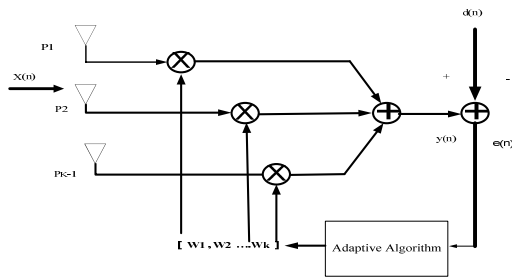 d(n)
P1
X(n)
+
-
P2
y(n)
e(n)
PK-1
[ W1 , W2 ....Wk ]
Adaptive Algorithm